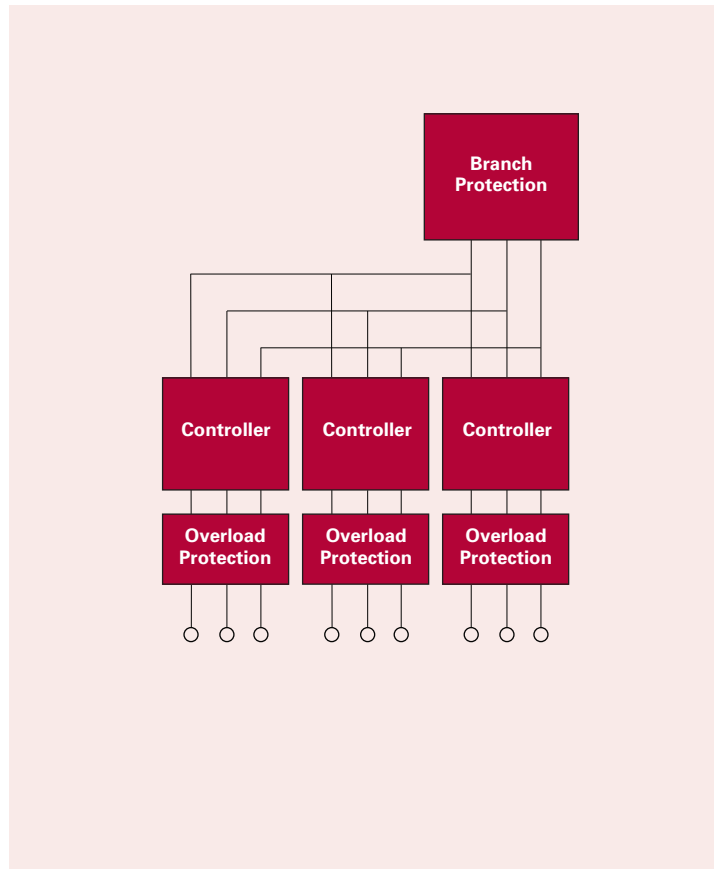 Branch
Protection
Controller
Controller
Controller
Overload
Protection
Overload
Protection
Overload
Protection